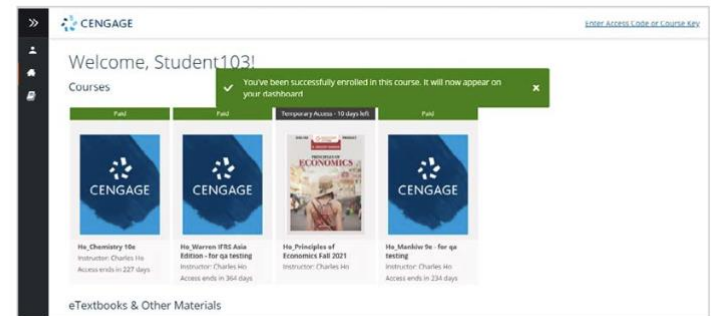 CENGAGE
Enter Access Code or Course Key
Welcome, Student103!
Courses
You've been successfully enrolled in this course. It will now appear on
your dashboard
Paid
Paid
Temporary Access - 10 days left
Paid
CENGAGE
CENGAGE
PRINCIPLES OF
ECONOMICS
CENGAGE
Ho_Chemistry 10e
Instructor: Charles Ho
Access ends in 227 days
Ho_Warren IFRS Asia
Edition - for qa testing
Instructor: Charles Ho
Access ends in 364 days
Ho_Principles of
Economics Fall 2021
Instructor: Charles Ho
Ho_Mankiw 9e - for qa
testing
Instructor: Charles Ho
Access ends in 234 days
eTextbooks & Other Materials